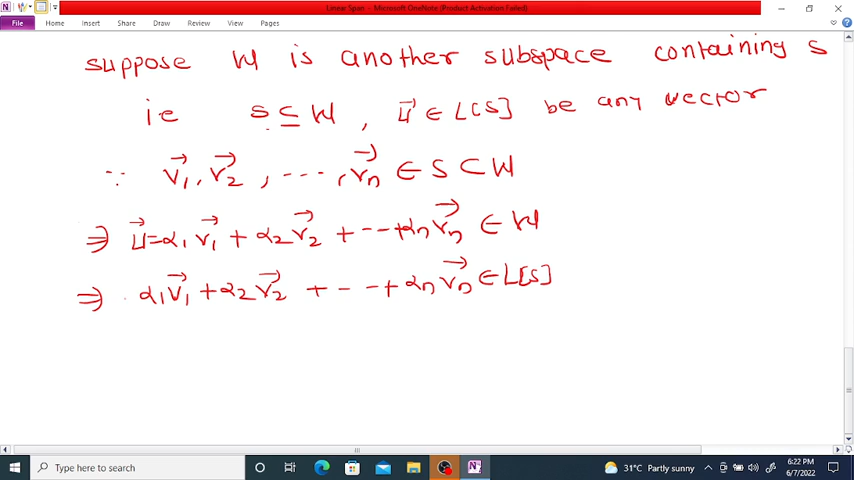 Linear Span - Microsoft OneNote (Product Activation Failed)
File Home Insert Share Draw Review View Pages
suppose W is another subspace containing S
ie S ⊆ W, u⃗ ∈ L[S] be any vector
∵ v⃗₁, v⃗₂, ..., v⃗ₙ ∈ S ⊂ W
⇒ u⃗ = α₁ v⃗₁ + α₂ v⃗₂ + --- + αₙ v⃗ₙ ∈ W
⇒ α₁ v⃗₁ + α₂ v⃗₂ + --- + αₙ v⃗ₙ ∈ L[S]
Type here to search
31°C Partly sunny
6:22 PM
6/7/2022